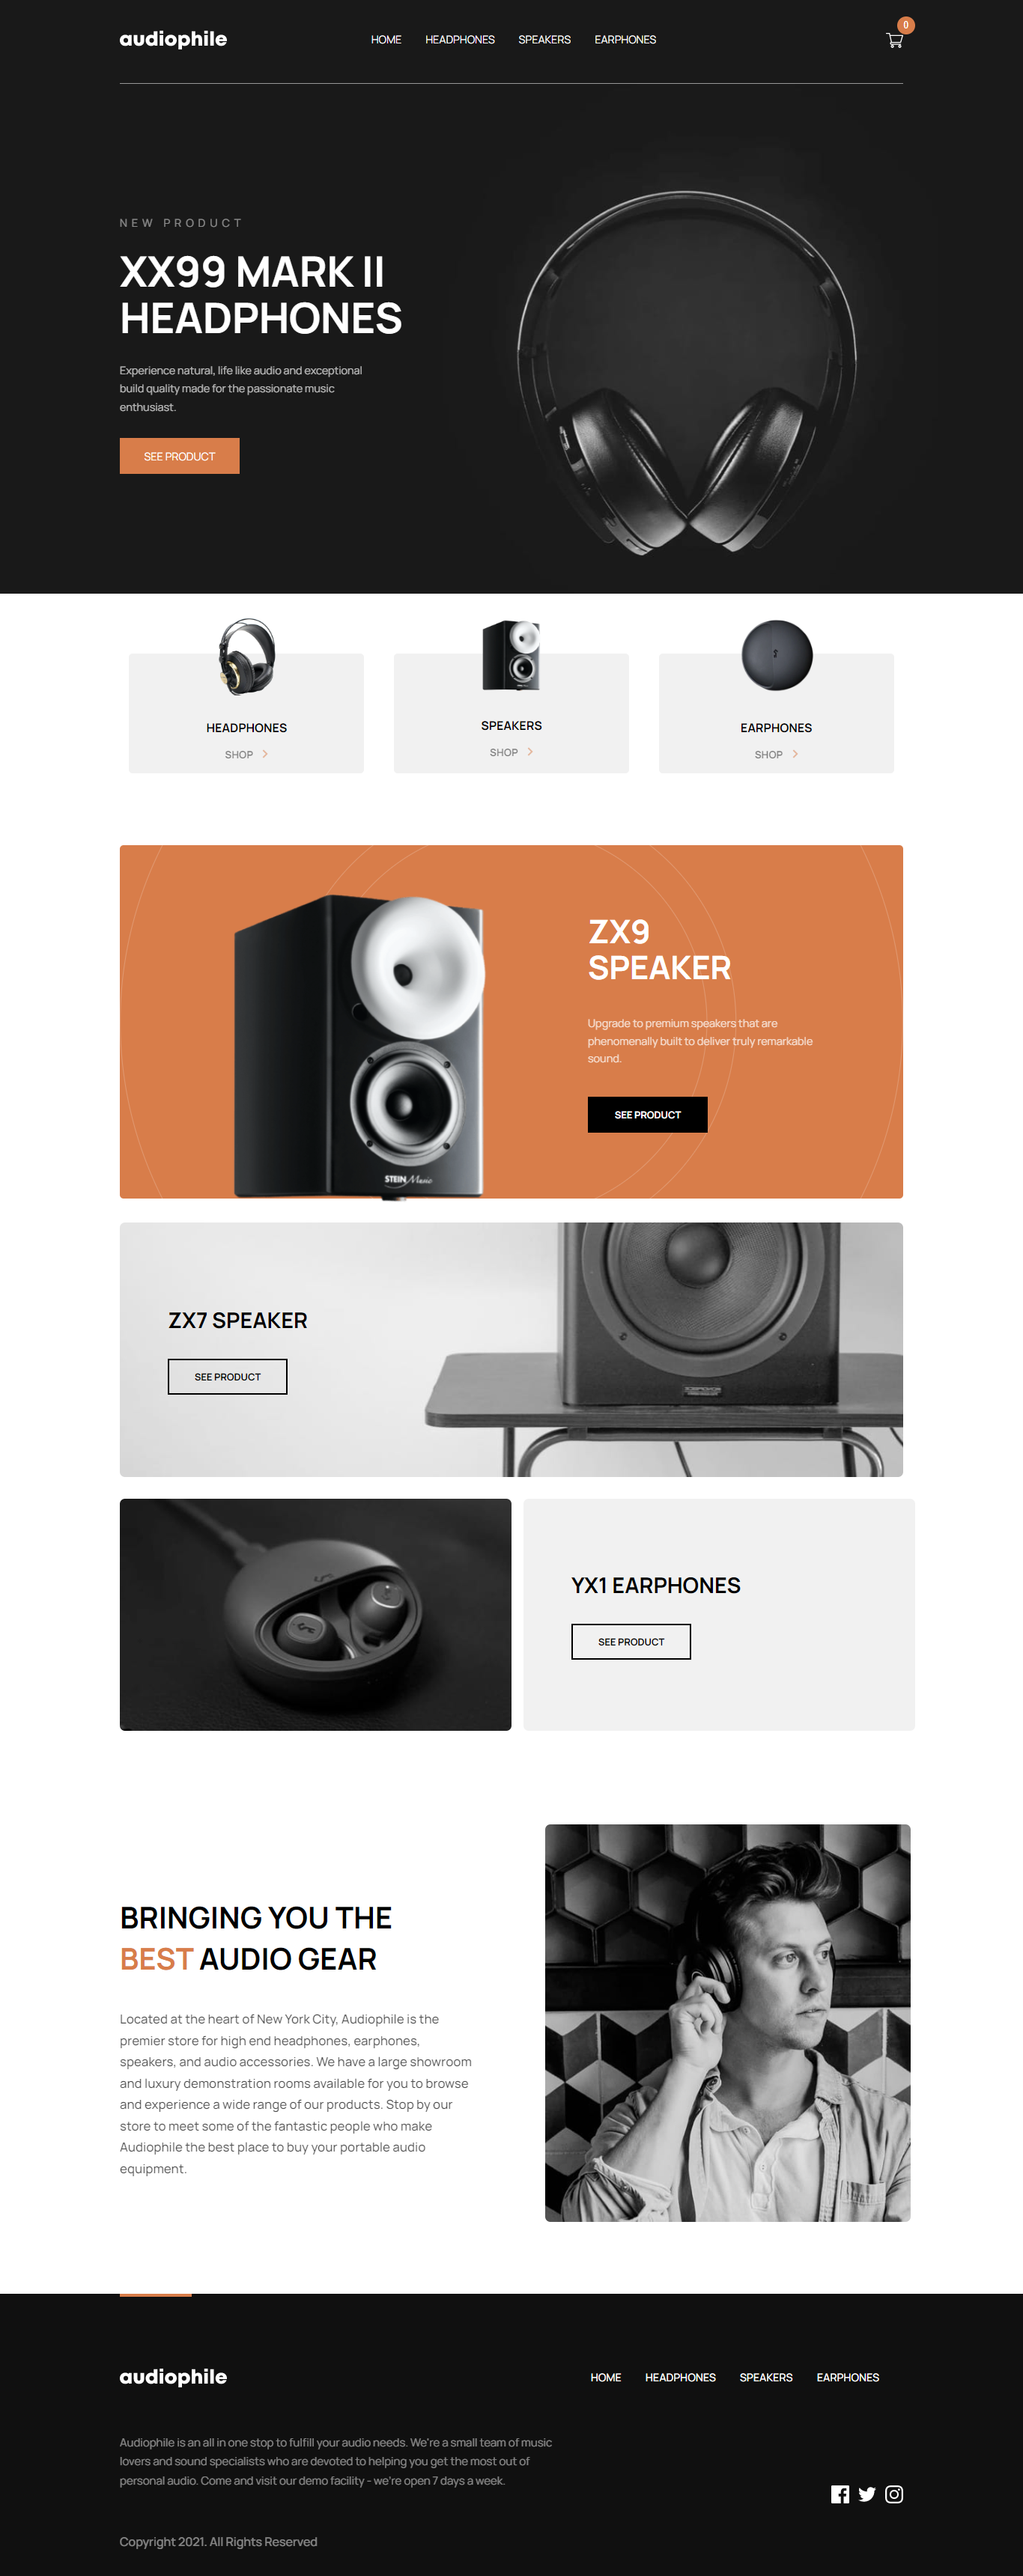 audiophile
HOME HEADPHONES SPEAKERS EARPHONES
0
NEW PRODUCT
XX99 MARK II
HEADPHONES
Experience natural, life like audio and exceptional
build quality made for the passionate music
enthusiast.
SEE PRODUCT
HEADPHONES
SHOP
SPEAKERS
SHOP
EARPHONES
SHOP
STEIN Music
ZX9
SPEAKER
Upgrade to premium speakers that are
phenomenally built to deliver truly remarkable
sound.
SEE PRODUCT
ZX7 SPEAKER
SEE PRODUCT
YX1 EARPHONES
SEE PRODUCT
BRINGING YOU THE
BEST AUDIO GEAR
Located at the heart of New York City, Audiophile is the
premier store for high end headphones, earphones,
speakers, and audio accessories. We have a large showroom
and luxury demonstration rooms available for you to browse
and experience a wide range of our products. Stop by our
store to meet some of the fantastic people who make
Audiophile the best place to buy your portable audio
equipment.
audiophile
HOME HEADPHONES SPEAKERS EARPHONES
Audiophile is an all in one stop to fulfill your audio needs. We're a small team of music
lovers and sound specialists who are devoted to helping you get the most out of
personal audio. Come and visit our demo facility - we're open 7 days a week.
Copyright 2021. All Rights Reserved